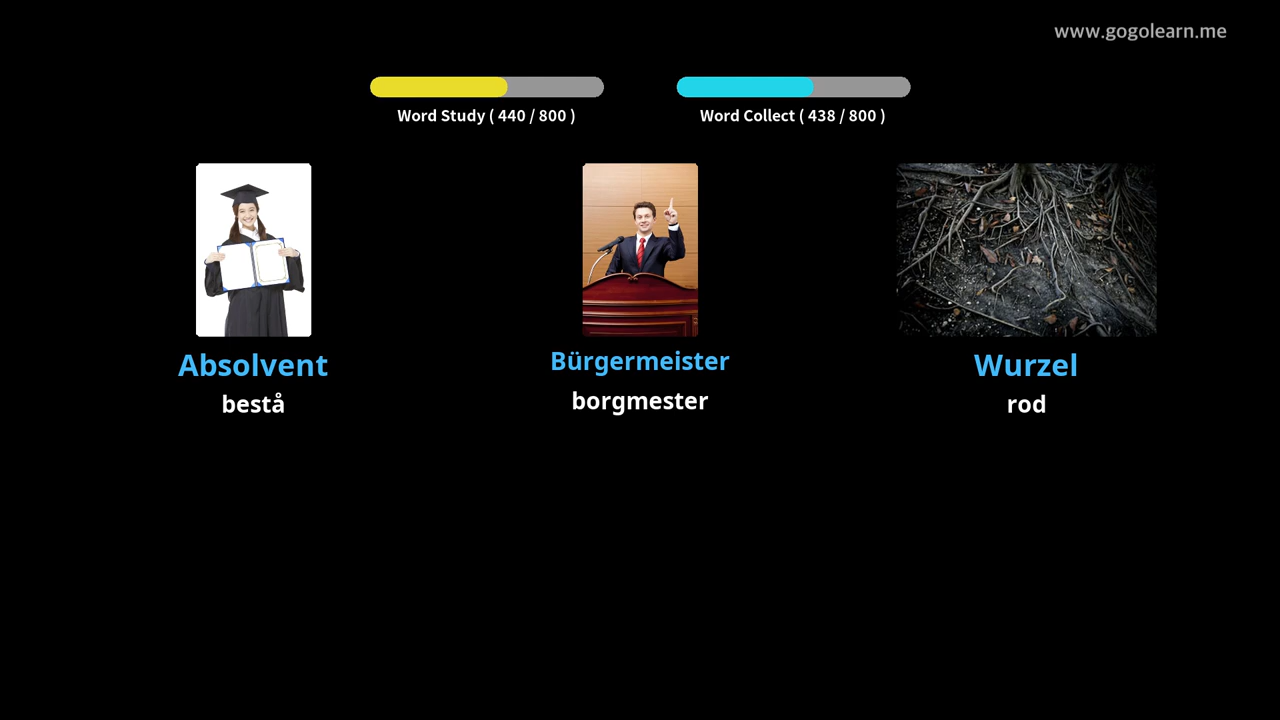 www.gogolearn.me
Word Study ( 440 / 800 )
Word Collect ( 438 / 800 )
Absolvent
bestå
Bürgermeister
borgmester
Wurzel
rod